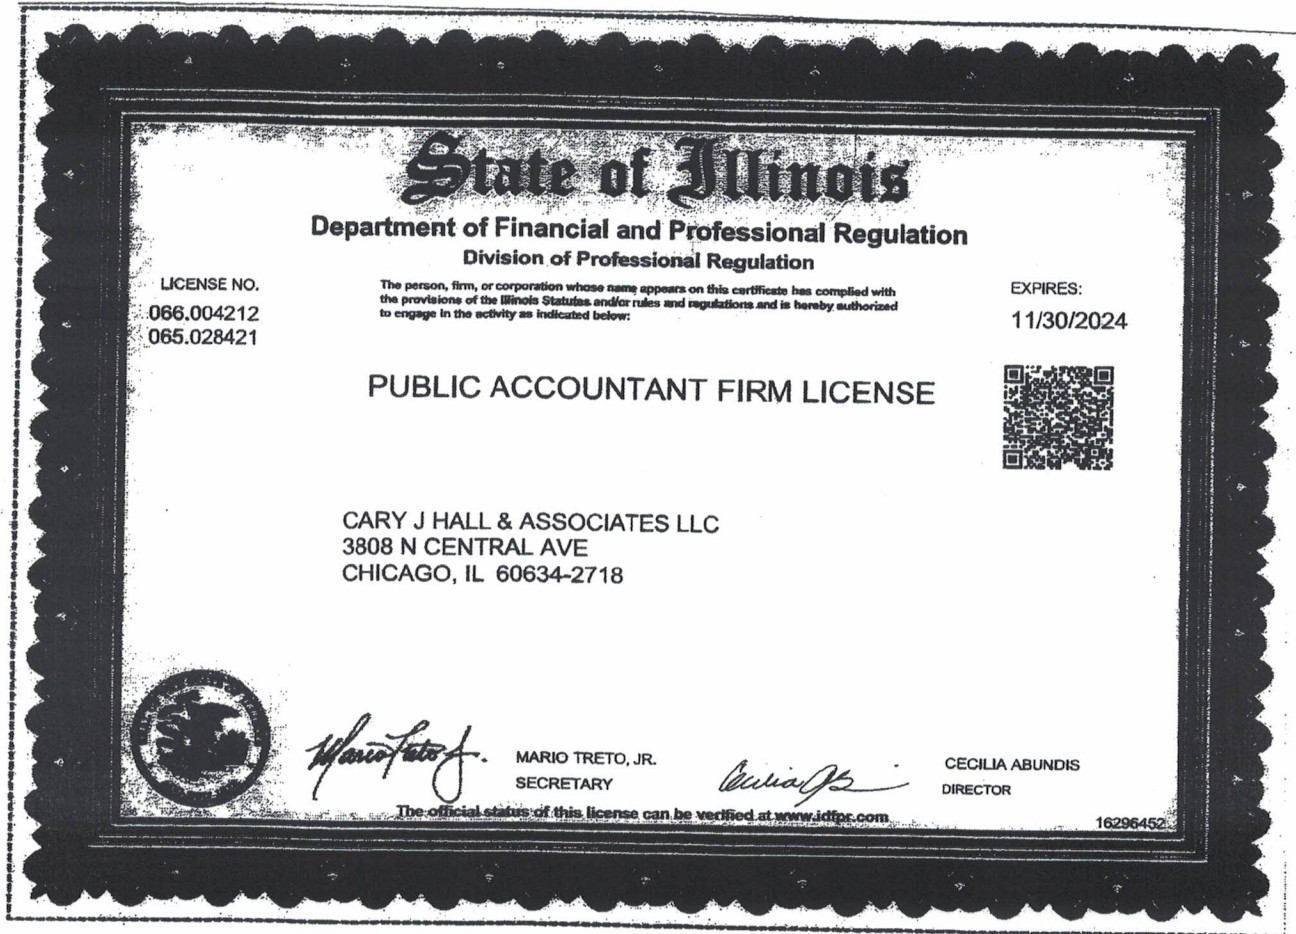 State of Illinois
Department of Financial and Professional Regulation
Division of Professional Regulation
LICENSE NO.
066.004212
065.028421
The person, firm, or corporation whose name appears on this certificate has complied with
the provisions of the Illinois Statutes and/or rules and regulations and is hereby authorized
to engage in the activity as indicated below:
EXPIRES:
11/30/2024
PUBLIC ACCOUNTANT FIRM LICENSE
CARY J HALL & ASSOCIATES LLC
3808 N CENTRAL AVE
CHICAGO, IL 60634-2718
Mario Treto Jr.
MARIO TRETO, JR.
SECRETARY
CECILIA ABUNDIS
DIRECTOR
The official status of this license can be verified at www.idfpr.com
16296452